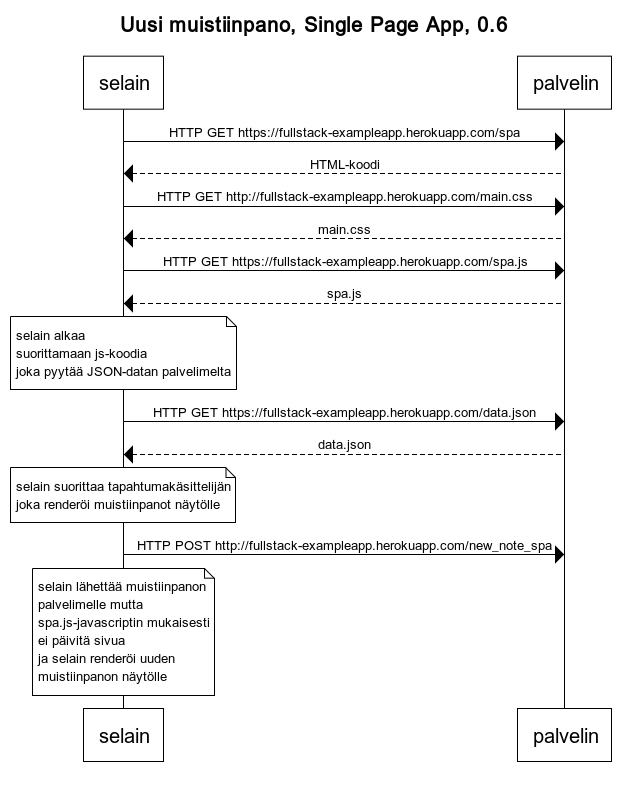 Uusi muistiinpano, Single Page App, 0.6
selain
palvelin
HTTP GET https://fullstack-exampleapp.herokuapp.com/spa
HTML-koodi
HTTP GET http://fullstack-exampleapp.herokuapp.com/main.css
main.css
HTTP GET https://fullstack-exampleapp.herokuapp.com/spa.js
spa.js
selain alkaa
suorittamaan js-koodia
joka pyytää JSON-datan palvelimelta
HTTP GET https://fullstack-exampleapp.herokuapp.com/data.json
data.json
selain suorittaa tapahtumakäsittelijän
joka renderöi muistiinpanot näytölle
HTTP POST http://fullstack-exampleapp.herokuapp.com/new_note_spa
selain lähettää muistiinpanon
palvelimelle mutta
spa.js-javascriptin mukaisesti
ei päivitä sivua
ja selain renderöi uuden
muistiinpanon näytölle
selain
palvelin